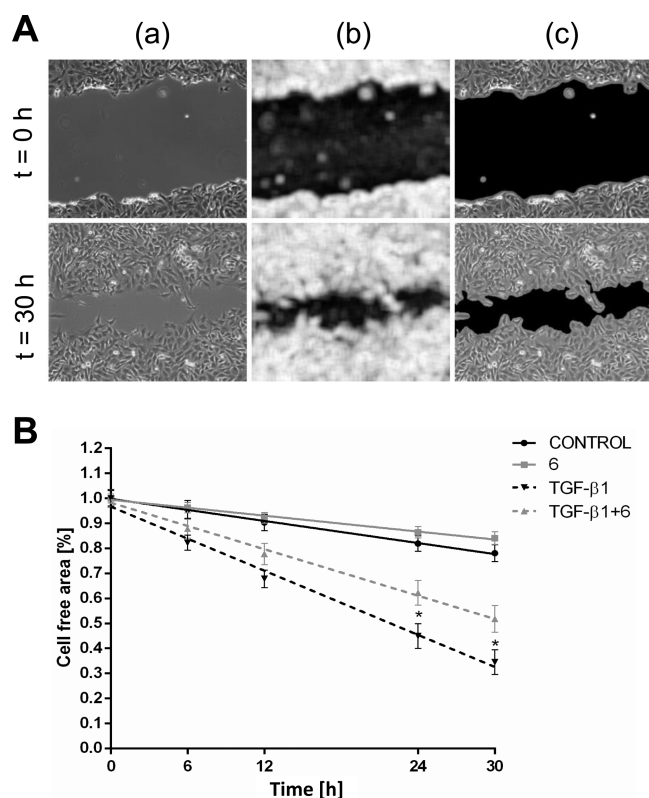 A
(a) (b) (c)
t = 0 h
t = 30 h
B
CONTROL
6
TGF-β1
TGF-β1+6
Cell free area [%]
1.2
1.1
1.0
0.9
0.8
0.7
0.6
0.5
0.4
0.3
0.2
0.1
0.0
* *
0 6 12 24 30
Time [h]